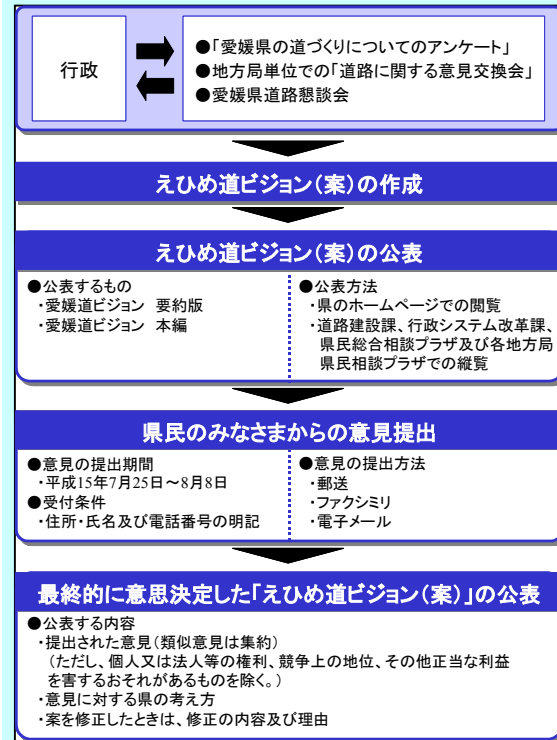 行政
●「愛媛県の道づくりについてのアンケート」
●地方局単位での「道路に関する意見交換会」
●愛媛県道路懇談会
えひめ道ビジョン(案)の作成
えひめ道ビジョン(案)の公表
●公表するもの
・愛媛道ビジョン 要約版
・愛媛道ビジョン 本編
●公表方法
・県のホームページでの閲覧
・道路建設課、行政システム改革課、
県民総合相談プラザ及び各地方局
県民相談プラザでの縦覧
県民のみなさまからの意見提出
●意見の提出期間
・平成15年7月25日~8月8日
●受付条件
・住所・氏名及び電話番号の明記
●意見の提出方法
・郵送
・ファクシミリ
・電子メール
最終的に意思決定した「えひめ道ビジョン(案)」の公表
●公表する内容
・提出された意見(類似意見は集約)
(ただし、個人又は法人等の権利、競争上の地位、その他正当な利益
を害するおそれがあるものを除く。)
・意見に対する県の考え方
・案を修正したときは、修正の内容及び理由